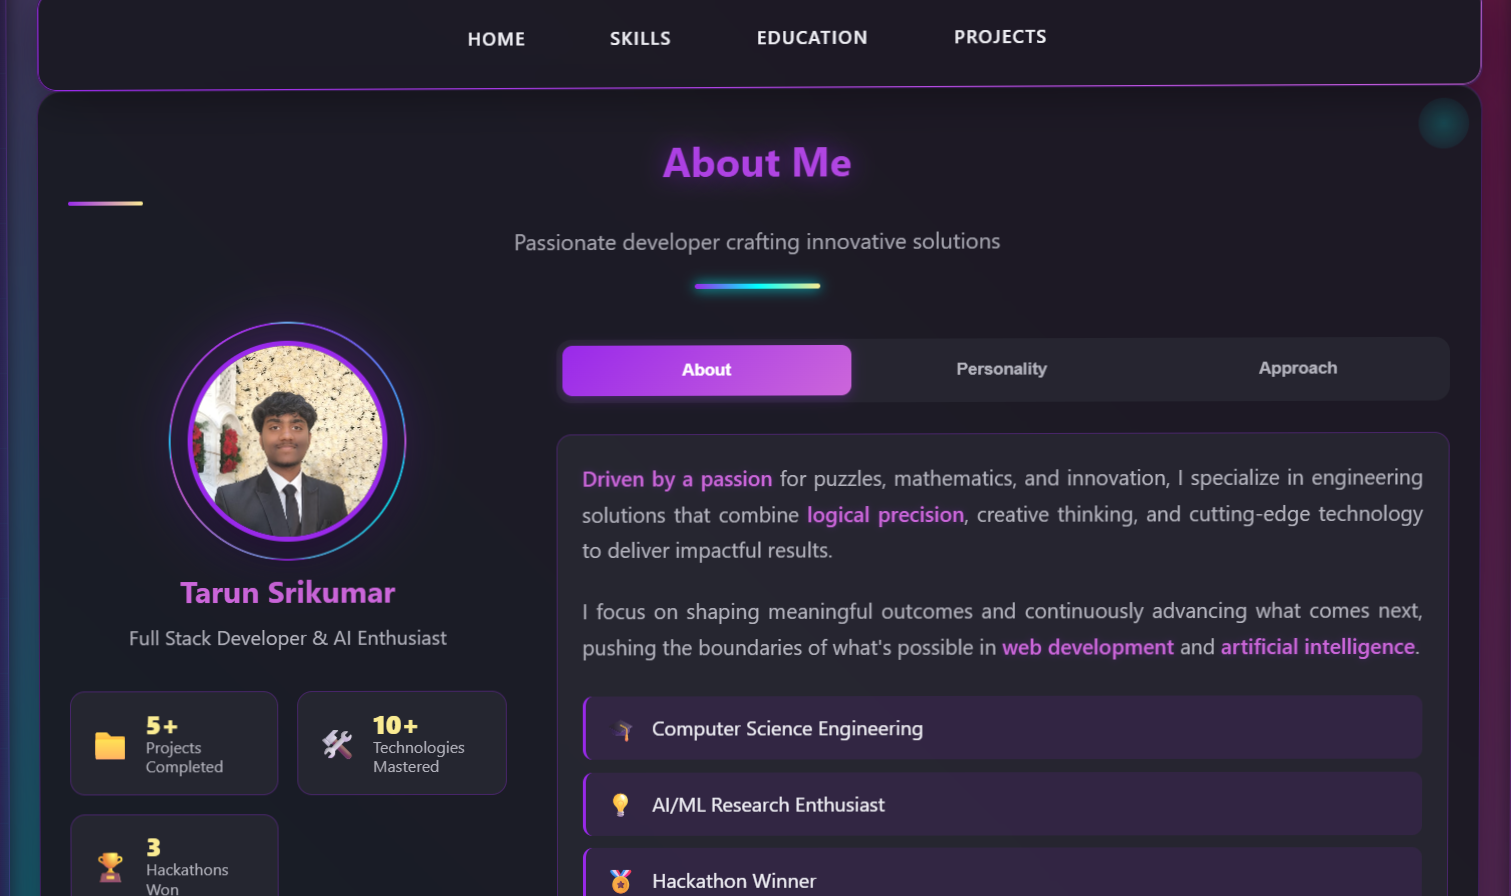 HOME SKILLS EDUCATION PROJECTS
About Me
Passionate developer crafting innovative solutions
Tarun Srikumar
Full Stack Developer & AI Enthusiast
5+
Projects
Completed
10+
Technologies
Mastered
3
Hackathons
Won
About Personality Approach
Driven by a passion for puzzles, mathematics, and innovation, I specialize in engineering
solutions that combine logical precision, creative thinking, and cutting-edge technology
to deliver impactful results.
I focus on shaping meaningful outcomes and continuously advancing what comes next,
pushing the boundaries of what's possible in web development and artificial intelligence.
Computer Science Engineering
AI/ML Research Enthusiast
Hackathon Winner